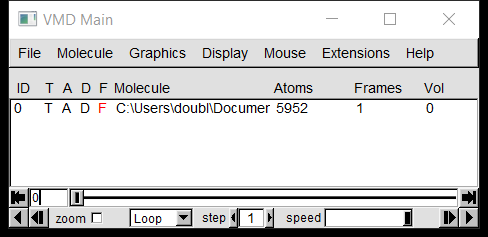 VMD Main
File Molecule Graphics Display Mouse Extensions Help
ID T A D F Molecule Atoms Frames Vol
0 T A D F C:\Users\doubl\Documer 5952 1 0
0
zoom Loop step 1 speed